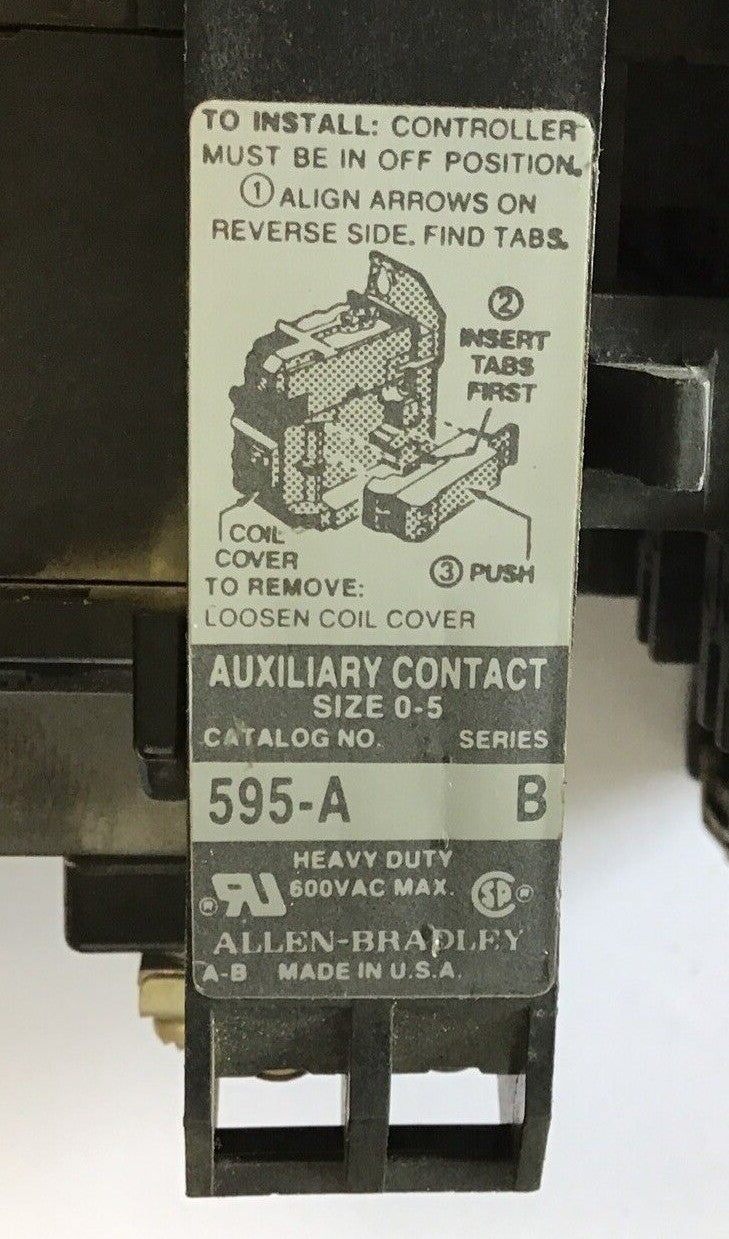 TO INSTALL: CONTROLLER
MUST BE IN OFF POSITION.
① ALIGN ARROWS ON
REVERSE SIDE. FIND TABS.
②
INSERT
TABS
FIRST
COIL
COVER
③ PUSH
TO REMOVE:
LOOSEN COIL COVER
AUXILIARY CONTACT
SIZE 0-5
CATALOG NO. SERIES
595-A B
HEAVY DUTY
600VAC MAX.
ALLEN-BRADLEY
A-B MADE IN U.S.A.